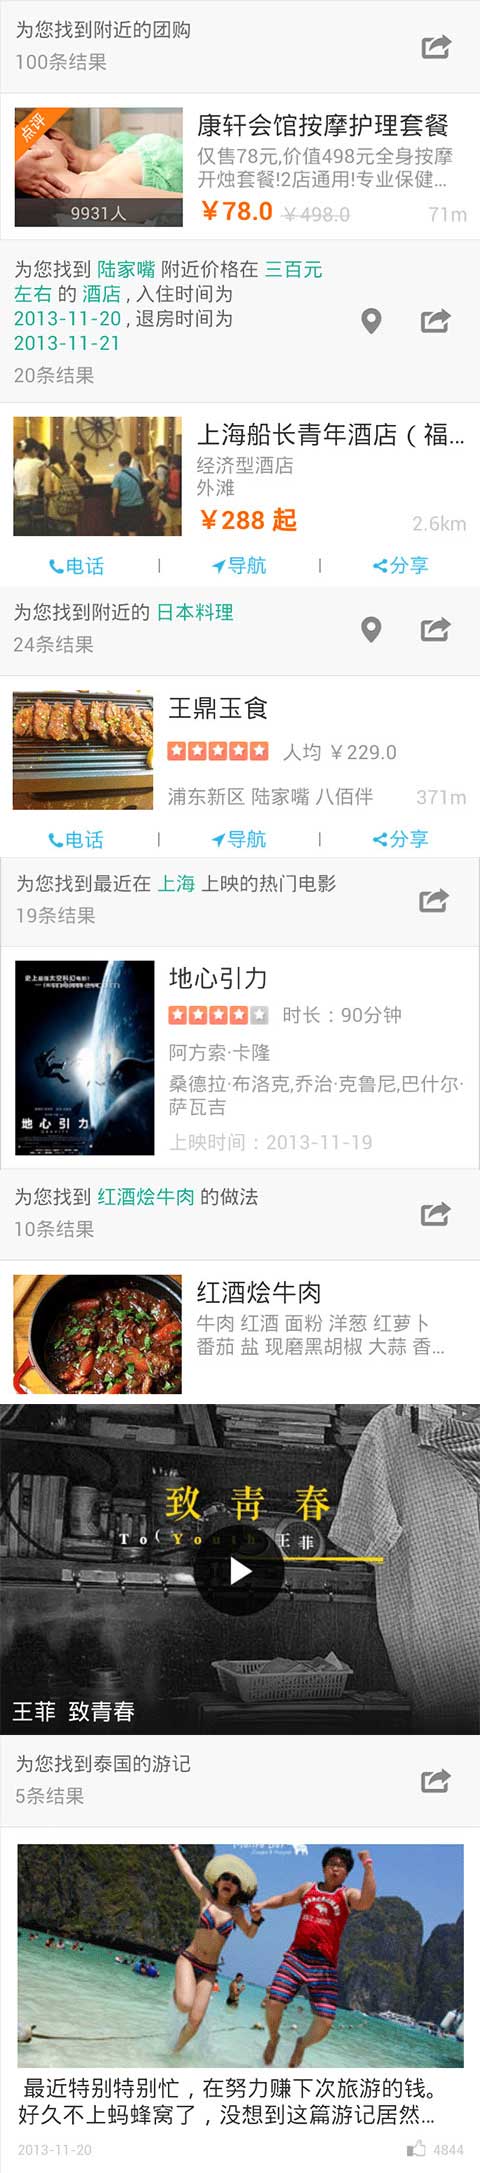 为您找到附近的团购
100条结果
点评
9931人
康轩会馆按摩护理套餐
仅售78元,价值498元全身按摩
开烛套餐!2店通用!专业保健...
￥78.0 ￥498.0 71m
为您找到 陆家嘴 附近价格在 三百元
左右 的 酒店 , 入住时间为
2013-11-20 , 退房时间为
2013-11-21
20条结果
上海船长青年酒店（福...
经济型酒店
外滩
￥288 起 2.6km
电话 | 导航 | 分享
为您找到附近的 日本料理
24条结果
王鼎玉食
人均 ￥229.0
浦东新区 陆家嘴 八佰伴 371m
电话 | 导航 | 分享
为您找到最近在 上海 上映的热门电影
19条结果
地心引力
地心引力
时长：90分钟
阿方索·卡隆
桑德拉·布洛克,乔治·克鲁尼,巴什尔·
萨瓦吉
上映时间：2013-11-19
为您找到 红酒烩牛肉 的做法
10条结果
红酒烩牛肉
牛肉 红酒 面粉 洋葱 红萝卜
番茄 盐 现磨黑胡椒 大蒜 香...
致青春
To Youth 王菲
王菲 致青春
为您找到泰国的游记
5条结果
最近特别特别忙，在努力赚下次旅游的钱。
好久不上蚂蜂窝了，没想到这篇游记居然...
2013-11-20 4844